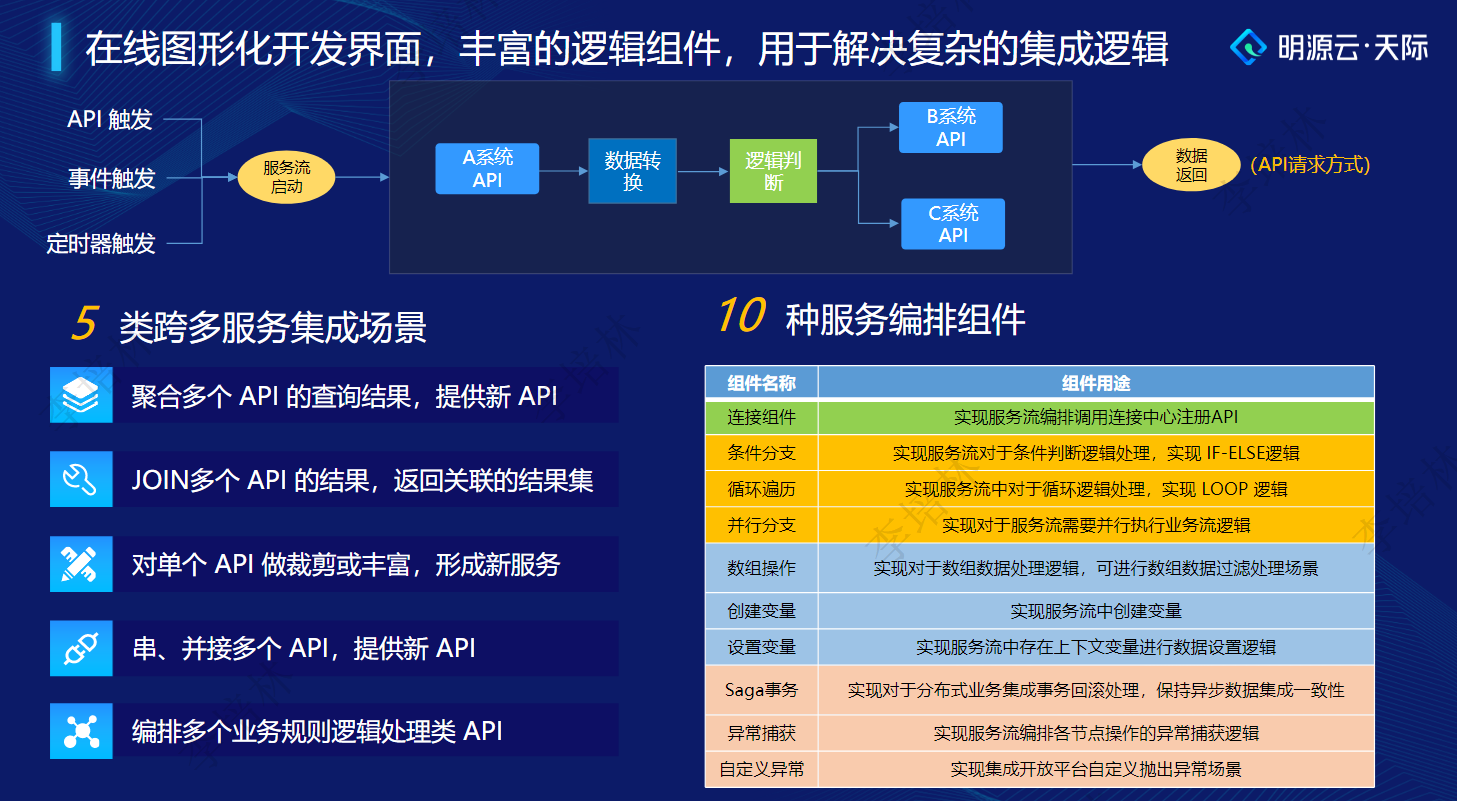 在线图形化开发界面，丰富的逻辑组件，用于解决复杂的集成逻辑
明源云·天际
API 触发
事件触发
定时器触发
服务流
启动
A系统
API
数据转
换
逻辑判
断
B系统
API
C系统
API
数据
返回
(API请求方式)
5 类跨多服务集成场景
聚合多个 API 的查询结果，提供新 API
JOIN多个 API 的结果，返回关联的结果集
对单个 API 做裁剪或丰富，形成新服务
串、并接多个 API，提供新 API
编排多个业务规则逻辑处理类 API
10 种服务编排组件
组件名称 组件用途
连接组件 实现服务流编排调用连接中心注册API
条件分支 实现服务流对于条件判断逻辑处理，实现 IF-ELSE逻辑
循环遍历 实现服务流中对于循环逻辑处理，实现 LOOP 逻辑
并行分支 实现对于服务流需要并行执行业务流逻辑
数组操作 实现对于数组数据处理逻辑，可进行数组数据过滤处理场景
创建变量 实现服务流中创建变量
设置变量 实现服务流中存在上下文变量进行数据设置逻辑
Saga事务 实现对于分布式业务集成事务回滚处理，保持异步数据集成一致性
异常捕获 实现服务流编排各节点操作的异常捕获逻辑
自定义异常 实现集成开放平台自定义抛出异常场景
李培林